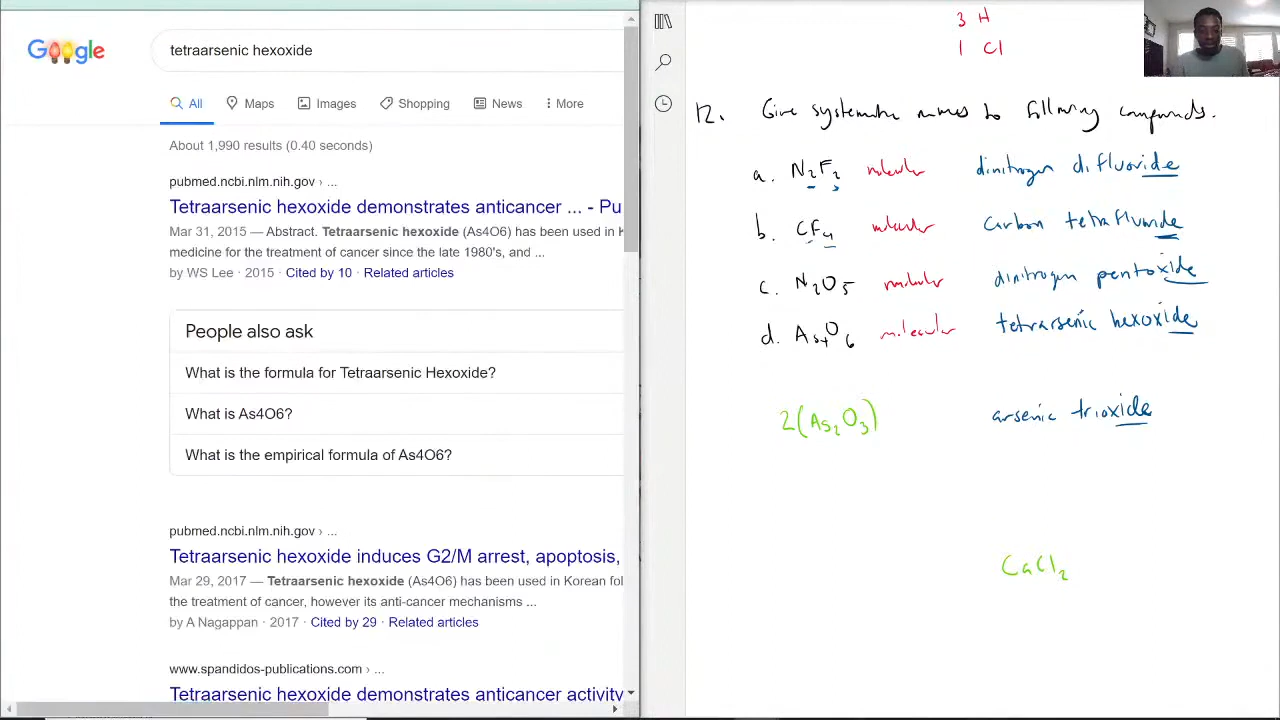 Google
tetraarsenic hexoxide
All Maps Images Shopping News More
About 1,990 results (0.40 seconds)
pubmed.ncbi.nlm.nih.gov › ...
Tetraarsenic hexoxide demonstrates anticancer ... - Pu
Mar 31, 2015 — Abstract. Tetraarsenic hexoxide (As4O6) has been used in K
medicine for the treatment of cancer since the late 1980's, and ...
by WS Lee · 2015 · Cited by 10 · Related articles
People also ask
What is the formula for Tetraarsenic Hexoxide?
What is As4O6?
What is the empirical formula of As4O6?
pubmed.ncbi.nlm.nih.gov › ...
Tetraarsenic hexoxide induces G2/M arrest, apoptosis,
Mar 29, 2017 — Tetraarsenic hexoxide (As4O6) has been used in Korean fol
the treatment of cancer, however its anti-cancer mechanisms ...
by A Nagappan · 2017 · Cited by 29 · Related articles
www.spandidos-publications.com › ...
Tetraarsenic hexoxide demonstrates anticancer activity
3 H
1 Cl
12. Give systematic names to following compounds.
a. N2F2 molecular dinitrogen difluoride
b. CF4 molecular carbon tetrafluoride
c. N2O5 molecular dinitrogen pentoxide
d. As4O6 molecular tetrarsenic hexoxide
2(As2O3) arsenic trioxide
CaCl2